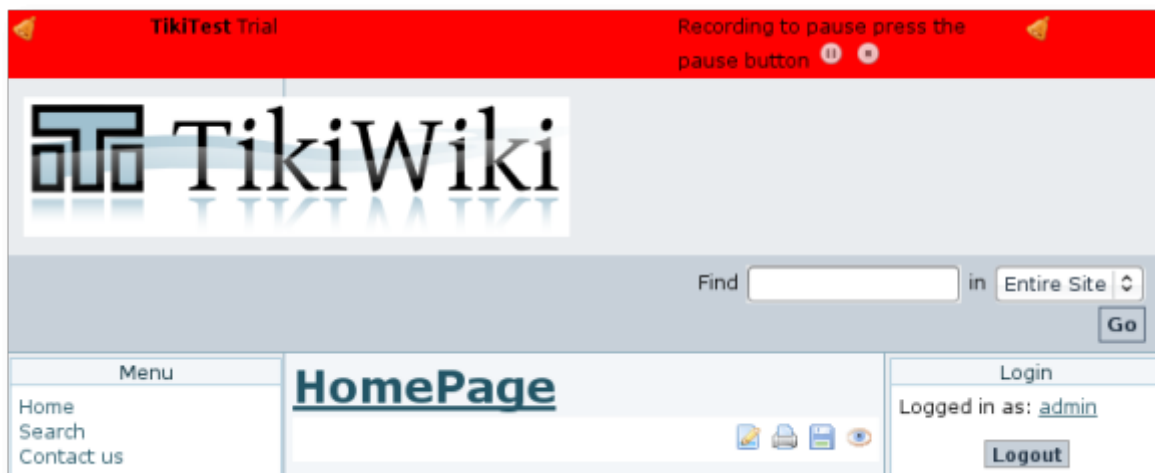 TikiTest Trial
Recording to pause press the
pause button
TikiWiki
Find in Entire Site
Go
Menu
Home
Search
Contact us
HomePage
Login
Logged in as: admin
Logout